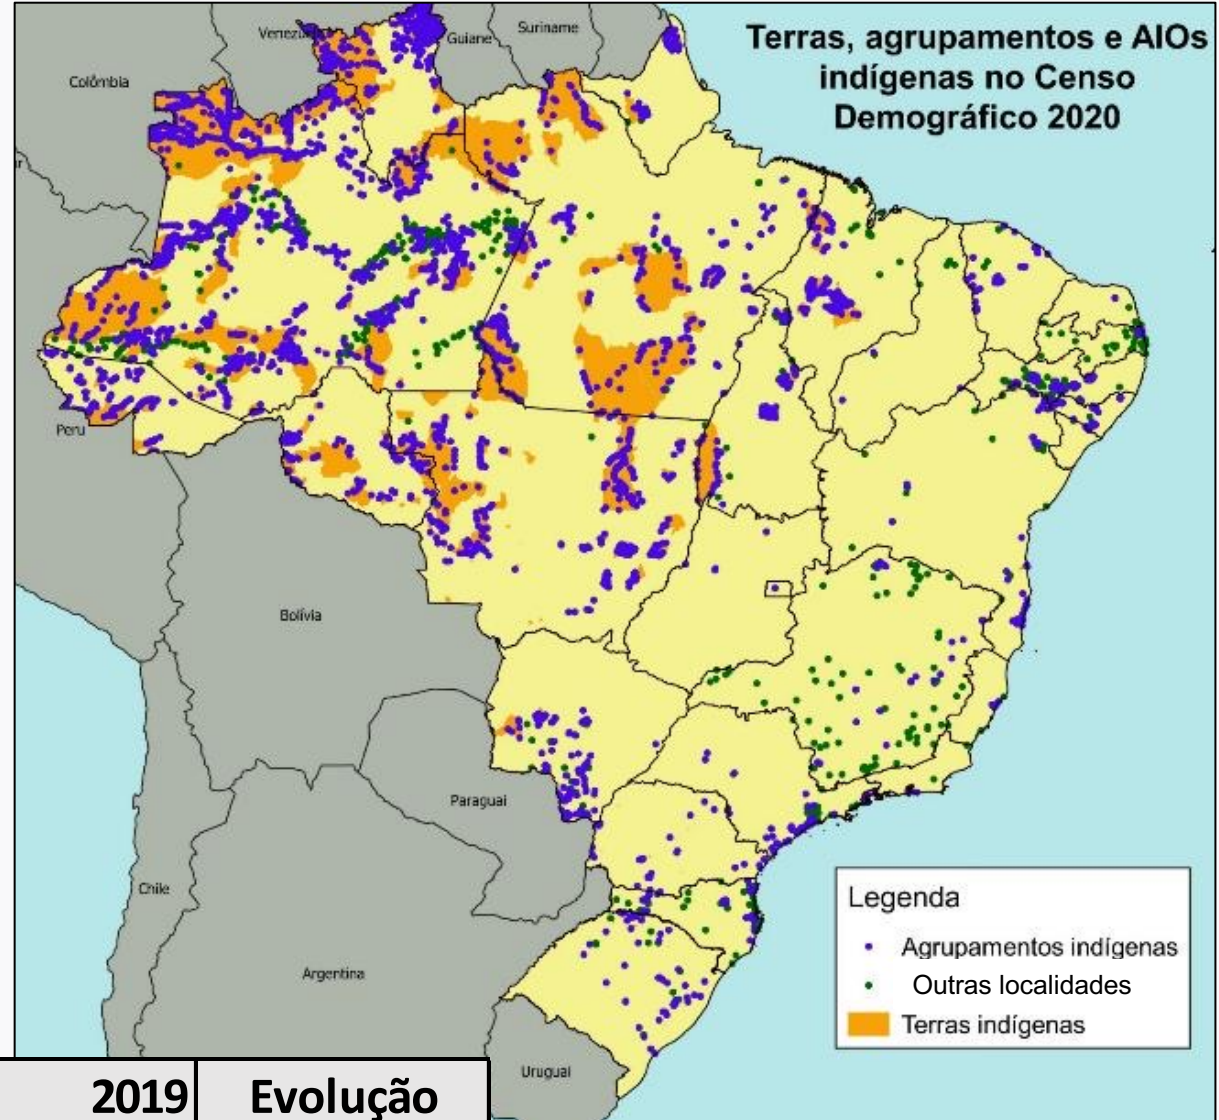 Terras, agrupamentos e AIOs
indígenas no Censo
Demográfico 2020
Suriname
Guiane
Colômbia
Peru
Bolívia
Paraguai
Chile
Argentina
Uruguai
Legenda
Agrupamentos indígenas
Outras localidades
Terras indígenas
2019 Evolução